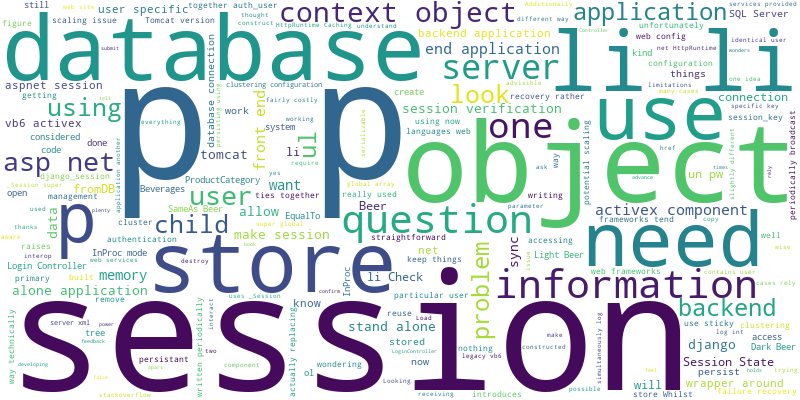 still
user specific
together auth_user
web site
scaling issue
Tomcat version
figure
thought
construct
HttpRuntime Caching
understand
context object
different way
Additionally
backend application
end application
application
Controller
services provided
SQL Server
unfortunately
web config
net HttpRuntime
identical user
kind
configuration
things
wonders
limitations
one idea
database
server
li li
aspnet session
getting
clustering configuration
persisting using
database connection
fairly costly
look
advisible
recovery rather
create
many cases
specific key
connection
session_key
using
p p
object
use
vb6 activex
work
working
session verification
using now
languages web
considered
code
done
everything
system
front end
ul
serializable
one
potential scaling
href
slightly different
periodically broadcast
asp net
tomcat
yes
require
li
way
ask
advance
times
rely
django_session
_Session super
fromDB
Beverages
ProductCategory
user
want
ties together
global array
really used
writing
un pw
frameworks tend
copy
open
management
used
data
p
application another
cluster
SameAs Beer
allow
EqualTo
Beer
parameter
activex component
thanks
aware
raises
interop
authentication
child
super global
make session
question
well
wise
InProc mode
web services
store
straightforward
net
sync
accessing
Light Beer
issue
need
Login Controller
primary
Built
destroy
hook
InProc
li Check
keep things
problem
introduces
information
web frameworks
contains user
cases rely
memory
alone application
know
particular user
reuse
Load
now
use sticky
clustering
log int
access
Dark Beer
backend
remove
uses _Session
interact
session
stand alone
server xml
power
tree
feedback
persistant
confirm
actually replacing
wondering
stored
nothing
legacy vb6
LoginController
make
constructed
simultaneously log
django
Session State
persist
holds
trying
way technically
submit
apart
written periodically
component
ol
Looking
receiving
possible
feel
will
wrapper around
store Whilst
failure recovery
developing
false
stackoverflow
tell
plenty